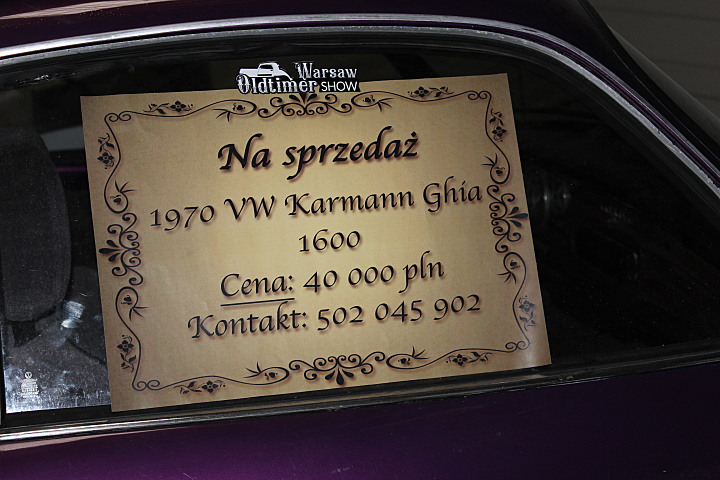 Warsaw
Oldtimer SHOW
Na sprzedaż
1970 VW Karmann Ghia
1600
Cena: 40 000 pln
Kontakt: 502 045 902